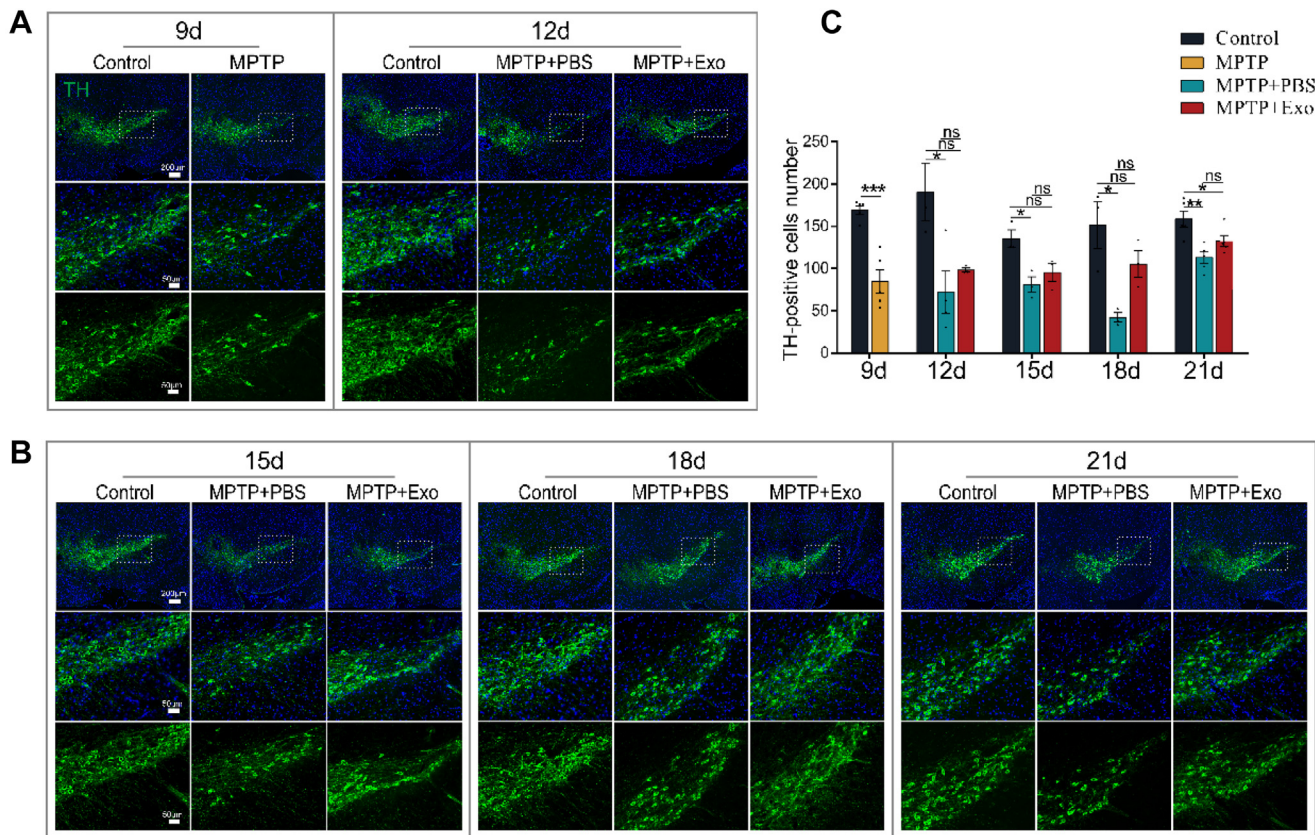 A
9d
12d
Control
MPTP
Control
MPTP+PBS
MPTP+Exo
TH
200μm
50μm
50μm
C
Control
MPTP
MPTP+PBS
MPTP+Exo
TH-positive cells number
250
200
150
100
50
0
***
ns
ns
*
ns
ns
*
ns
ns
*
ns
*
**
9d
12d
15d
18d
21d
B
15d
18d
21d
Control
MPTP+PBS
MPTP+Exo
Control
MPTP+PBS
MPTP+Exo
Control
MPTP+PBS
MPTP+Exo
200μm
50μm
50μm